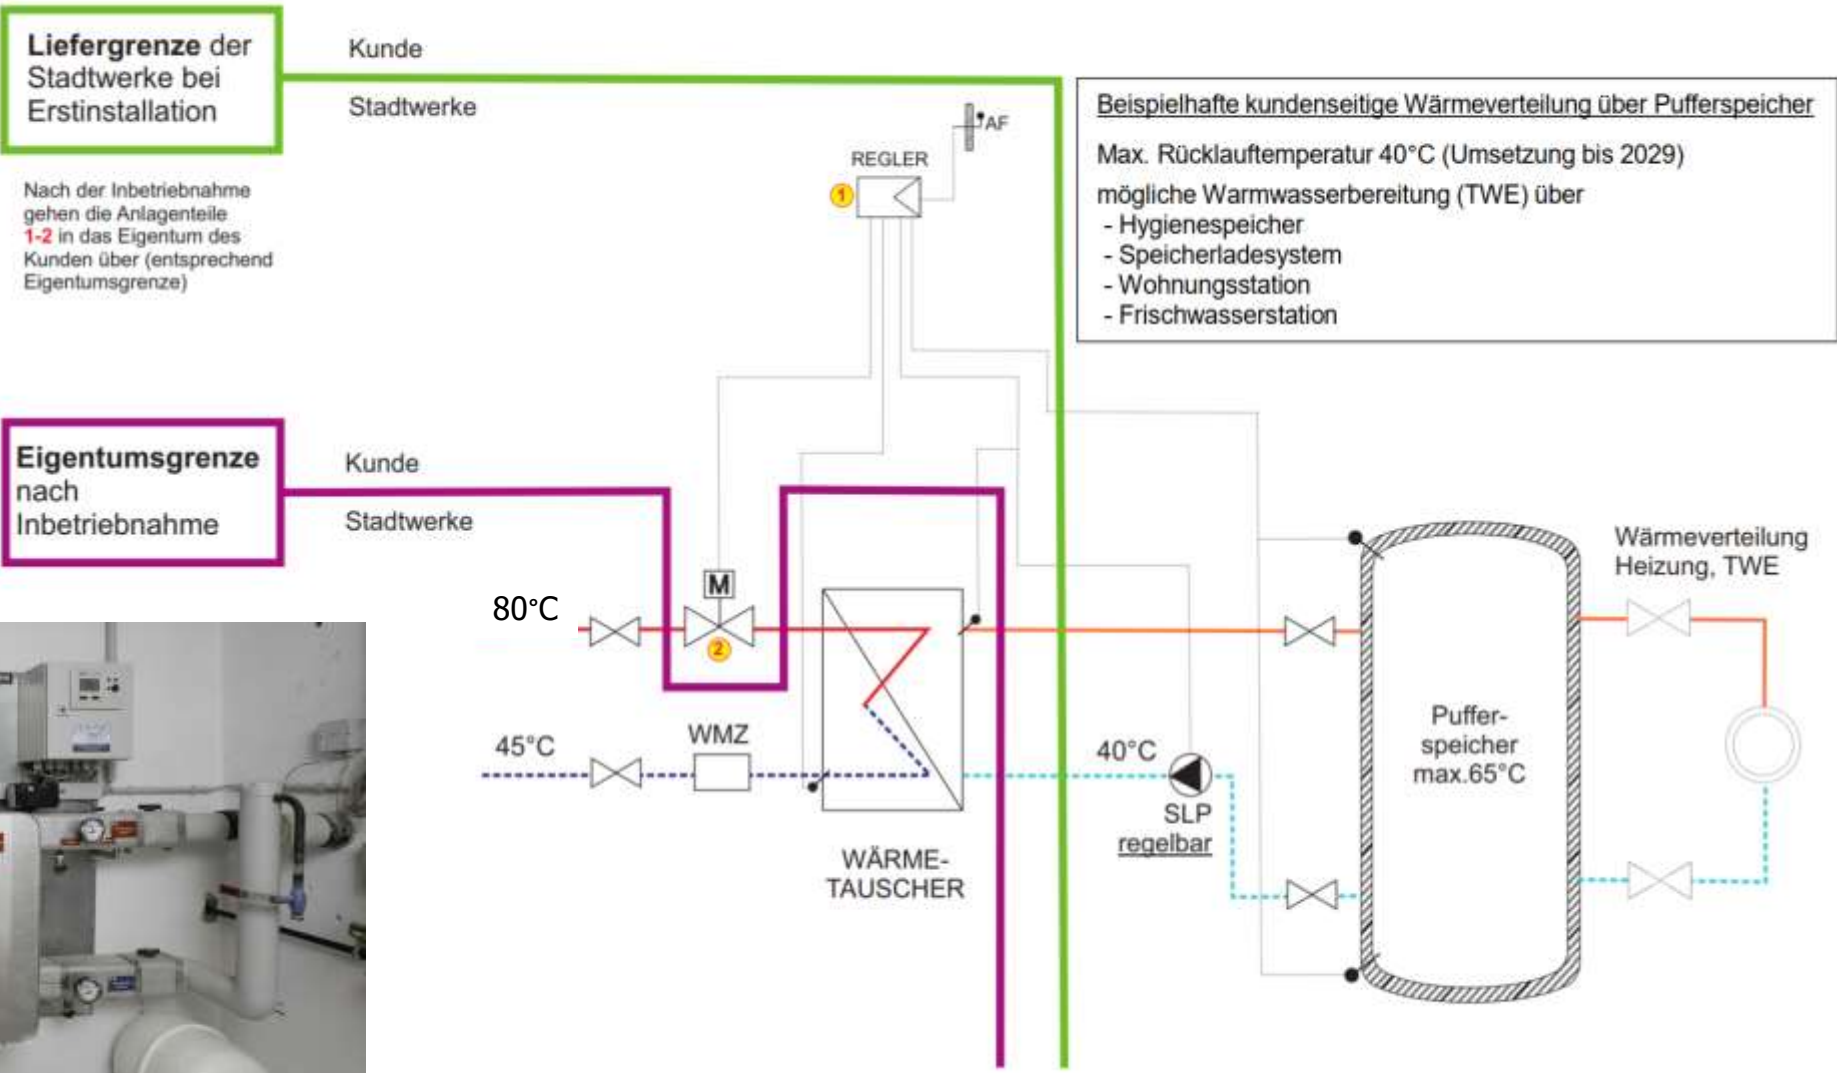 Liefergrenze der
Stadtwerke bei
Erstinstallation
Kunde
Stadtwerke
Nach der Inbetriebnahme
gehen die Anlagenteile
1-2 in das Eigentum des
Kunden über (entsprechend
Eigentumsgrenze)
AF
REGLER
1
Beispielhafte kundenseitige Wärmeverteilung über Pufferspeicher
Max. Rücklauftemperatur 40°C (Umsetzung bis 2029)
mögliche Warmwasserbereitung (TWE) über
- Hygienespeicher
- Speicherladesystem
- Wohnungsstation
- Frischwasserstation
Eigentumsgrenze
nach
Inbetriebnahme
Kunde
Stadtwerke
M
80°C
2
45°C
WMZ
WÄRME-
TAUSCHER
40°C
SLP
regelbar
Puffer-
speicher
max.65°C
Wärmeverteilung
Heizung, TWE